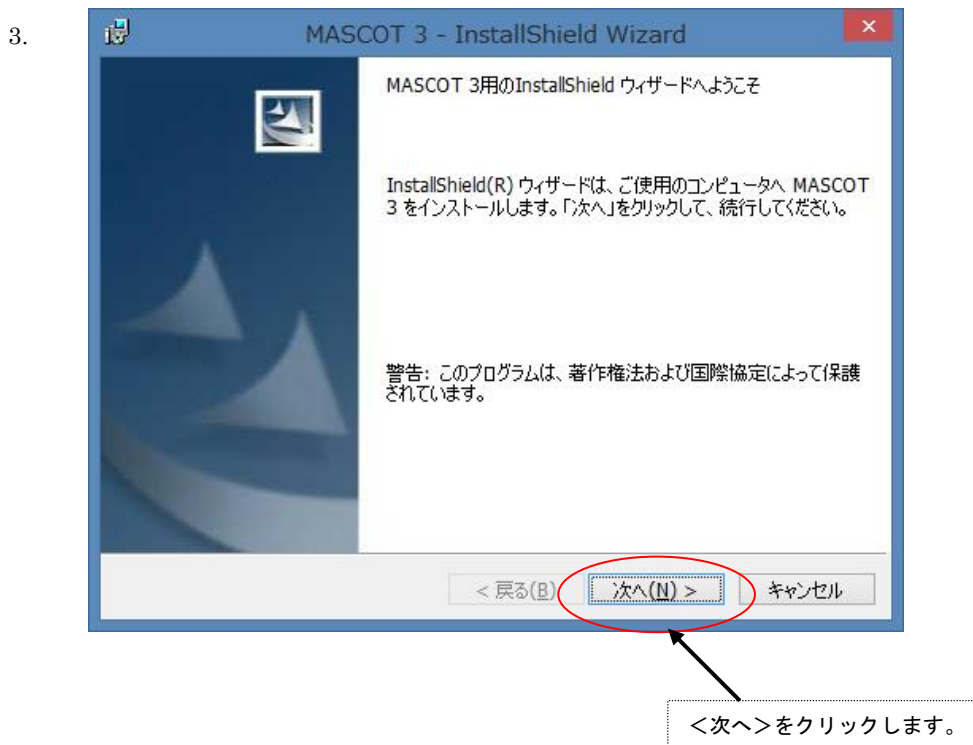 3.
MASCOT 3 - InstallShield Wizard
MASCOT 3用のInstallShield ウィザードへようこそ
InstallShield(R) ウィザードは、ご使用のコンピュータへ MASCOT
3 をインストールします。「次へ」をクリックして、続行してください。
警告: このプログラムは、著作権法および国際協定によって保護
されています。
< 戻る(B) 次へ(N) > キャンセル
＜次へ＞をクリックします。